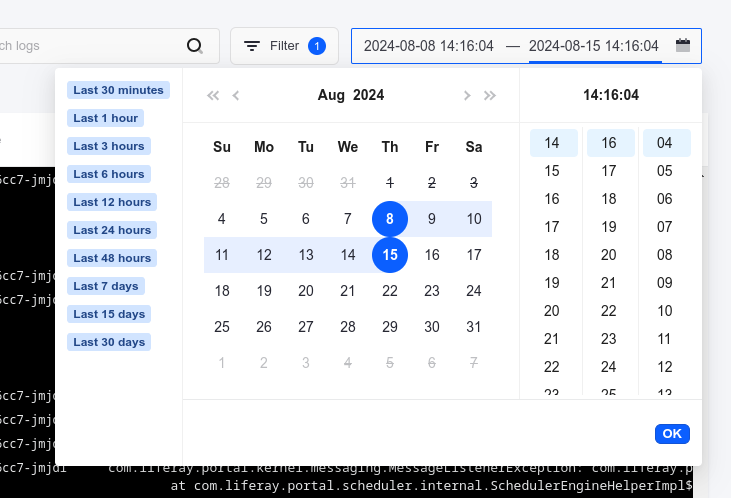 ch logs
Filter 1
2024-08-08 14:16:04 — 2024-08-15 14:16:04
Last 30 minutes
Last 1 hour
Last 3 hours
Last 6 hours
Last 12 hours
Last 24 hours
Last 48 hours
Last 7 days
Last 15 days
Last 30 days
Aug 2024
Su Mo Tu We Th Fr Sa
28 29 30 31 1 2 3
4 5 6 7 8 9 10
11 12 13 14 15 16 17
18 19 20 21 22 23 24
25 26 27 28 29 30 31
1 2 3 4 5 6 7
14:16:04
14 16 04
15 17 05
16 18 06
17 19 07
18 20 08
19 21 09
20 22 10
21 23 11
22 24 12
23 25 13
OK
6cc7-jmjd
6cc7-jmjd
6cc7-jmjd
6cc7-jmjd
6cc7-jmjd
6cc7-jmjd
6cc7-jmjdl com.liferay.portal.kernel.messaging.MessageListenerException: com.liferay.p
at com.liferay.portal.scheduler.internal.SchedulerEngineHelperImpl$